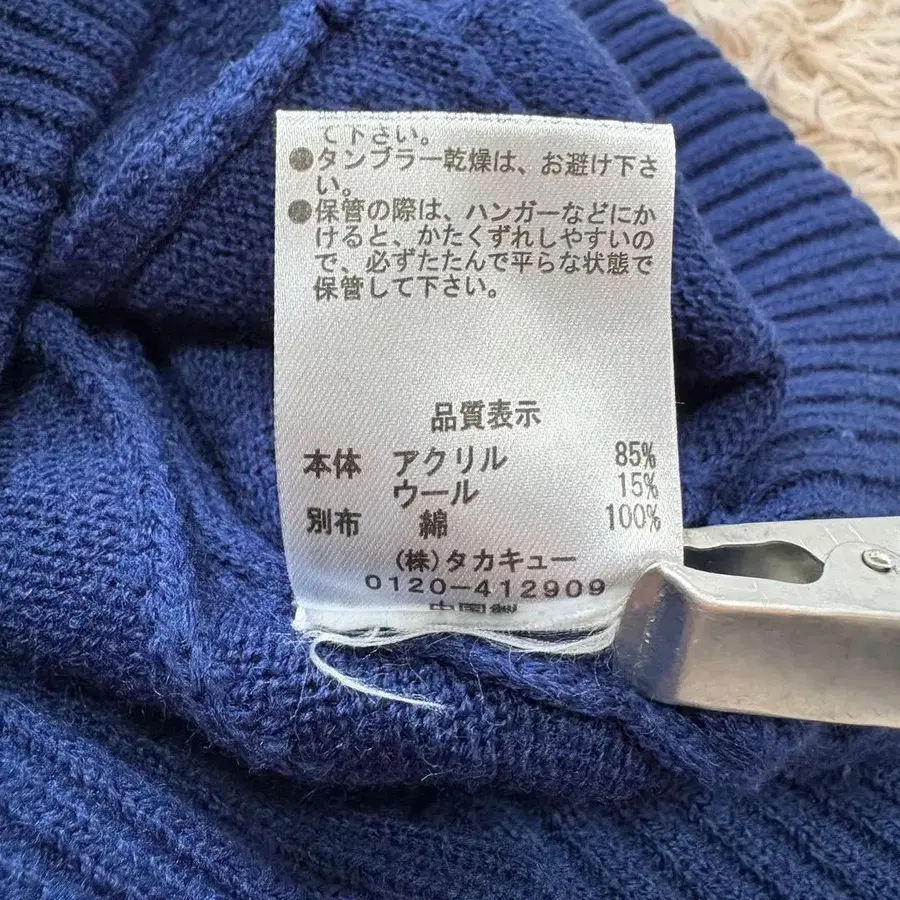 て下さい。
●タンブラー乾燥は、お避け下さ
い。
●保管の際は、ハンガーなどにか
けると、かたくずれしやすいの
で、必ずたたんで平らな状態で
保管して下さい。
品質表示
本体 アクリル 85%
ウール 15%
別布 綿 100%
(株)タカキュー
0120-412909
中国製